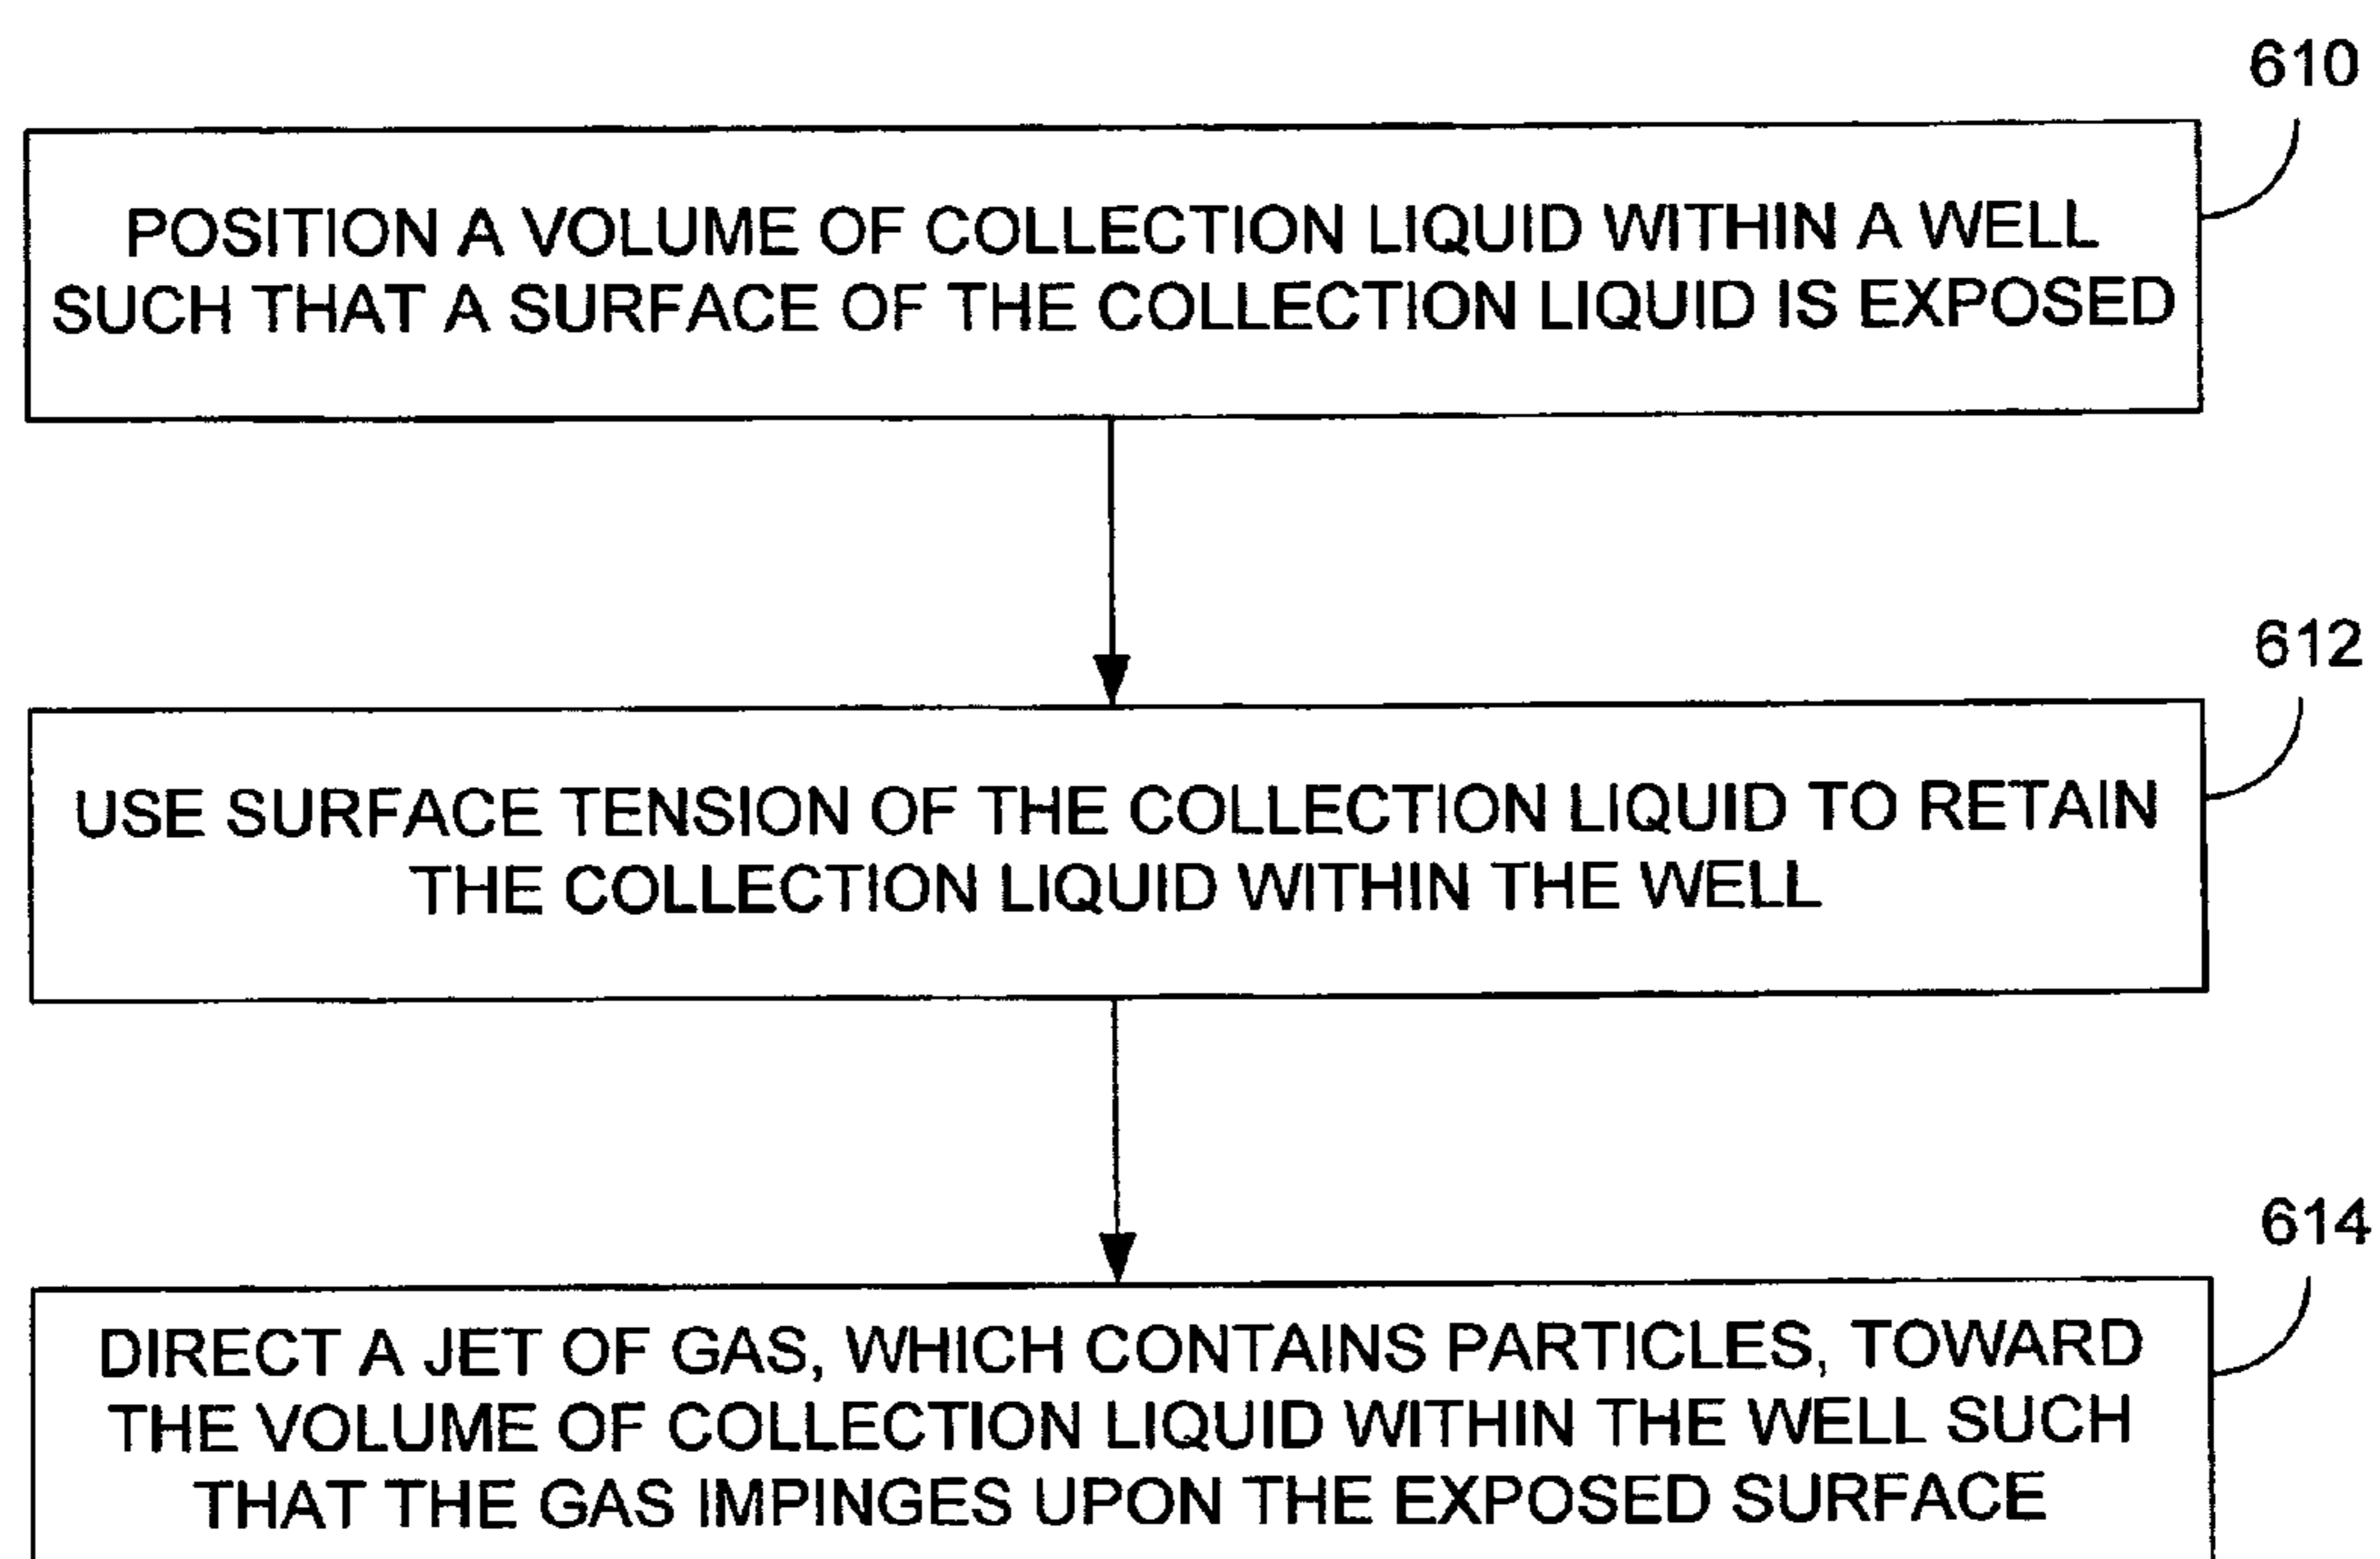 610
POSITION A VOLUME OF COLLECTION LIQUID WITHIN A WELL
SUCH THAT A SURFACE OF THE COLLECTION LIQUID IS EXPOSED
612
USE SURFACE TENSION OF THE COLLECTION LIQUID TO RETAIN
THE COLLECTION LIQUID WITHIN THE WELL
614
DIRECT A JET OF GAS, WHICH CONTAINS PARTICLES, TOWARD
THE VOLUME OF COLLECTION LIQUID WITHIN THE WELL SUCH
THAT THE GAS IMPINGES UPON THE EXPOSED SURFACE